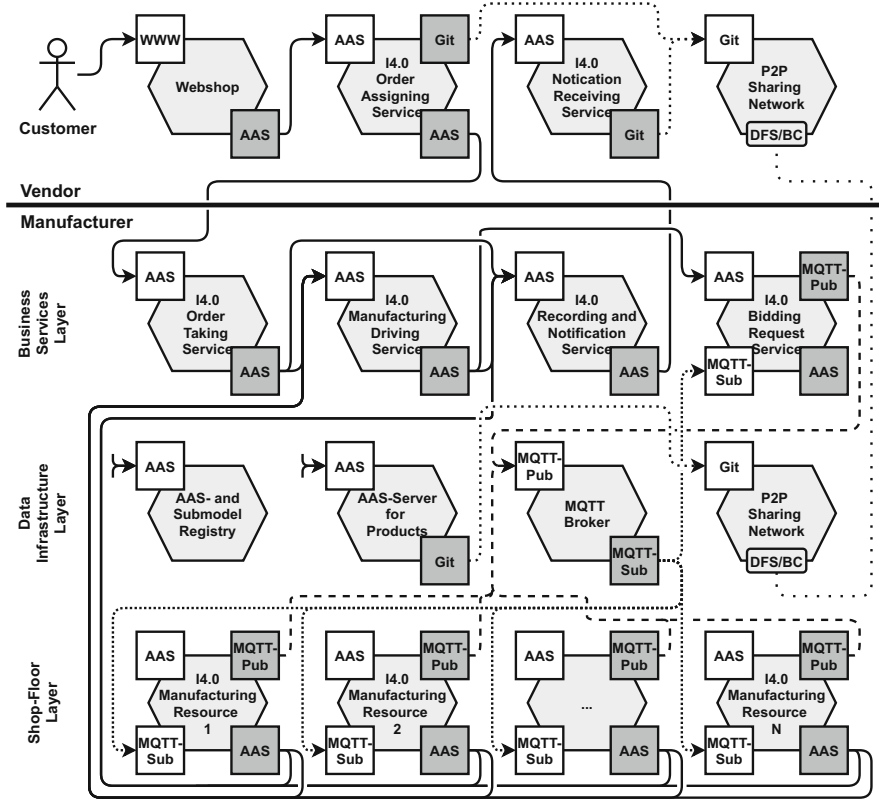 WWW
AAS
Git
AAS
Git
Webshop
I4.0
Order
Assigning
Service
I4.0
Notication
Receiving
Service
P2P
Sharing
Network
Customer
AAS
AAS
Git
DFS/BC
Vendor
Manufacturer
Business
Services
Layer
AAS
AAS
AAS
AAS
MQTT-
Pub
I4.0
Order
Taking
Service
I4.0
Manufacturing
Driving
Service
I4.0
Recording and
Notification
Service
I4.0
Bidding
Request
Service
AAS
AAS
AAS
MQTT-
Sub
AAS
Data
Infrastructure
Layer
AAS
AAS
MQTT-
Pub
Git
AAS- and
Submodel
Registry
AAS-Server
for
Products
MQTT
Broker
P2P
Sharing
Network
Git
MQTT-
Sub
DFS/BC
Shop-Floor
Layer
AAS
MQTT-
Pub
AAS
MQTT-
Pub
AAS
MQTT-
Pub
AAS
MQTT-
Pub
I4.0
Manufacturing
Resource
1
I4.0
Manufacturing
Resource
2
...
I4.0
Manufacturing
Resource
N
MQTT-
Sub
AAS
MQTT-
Sub
AAS
MQTT-
Sub
AAS
MQTT-
Sub
AAS